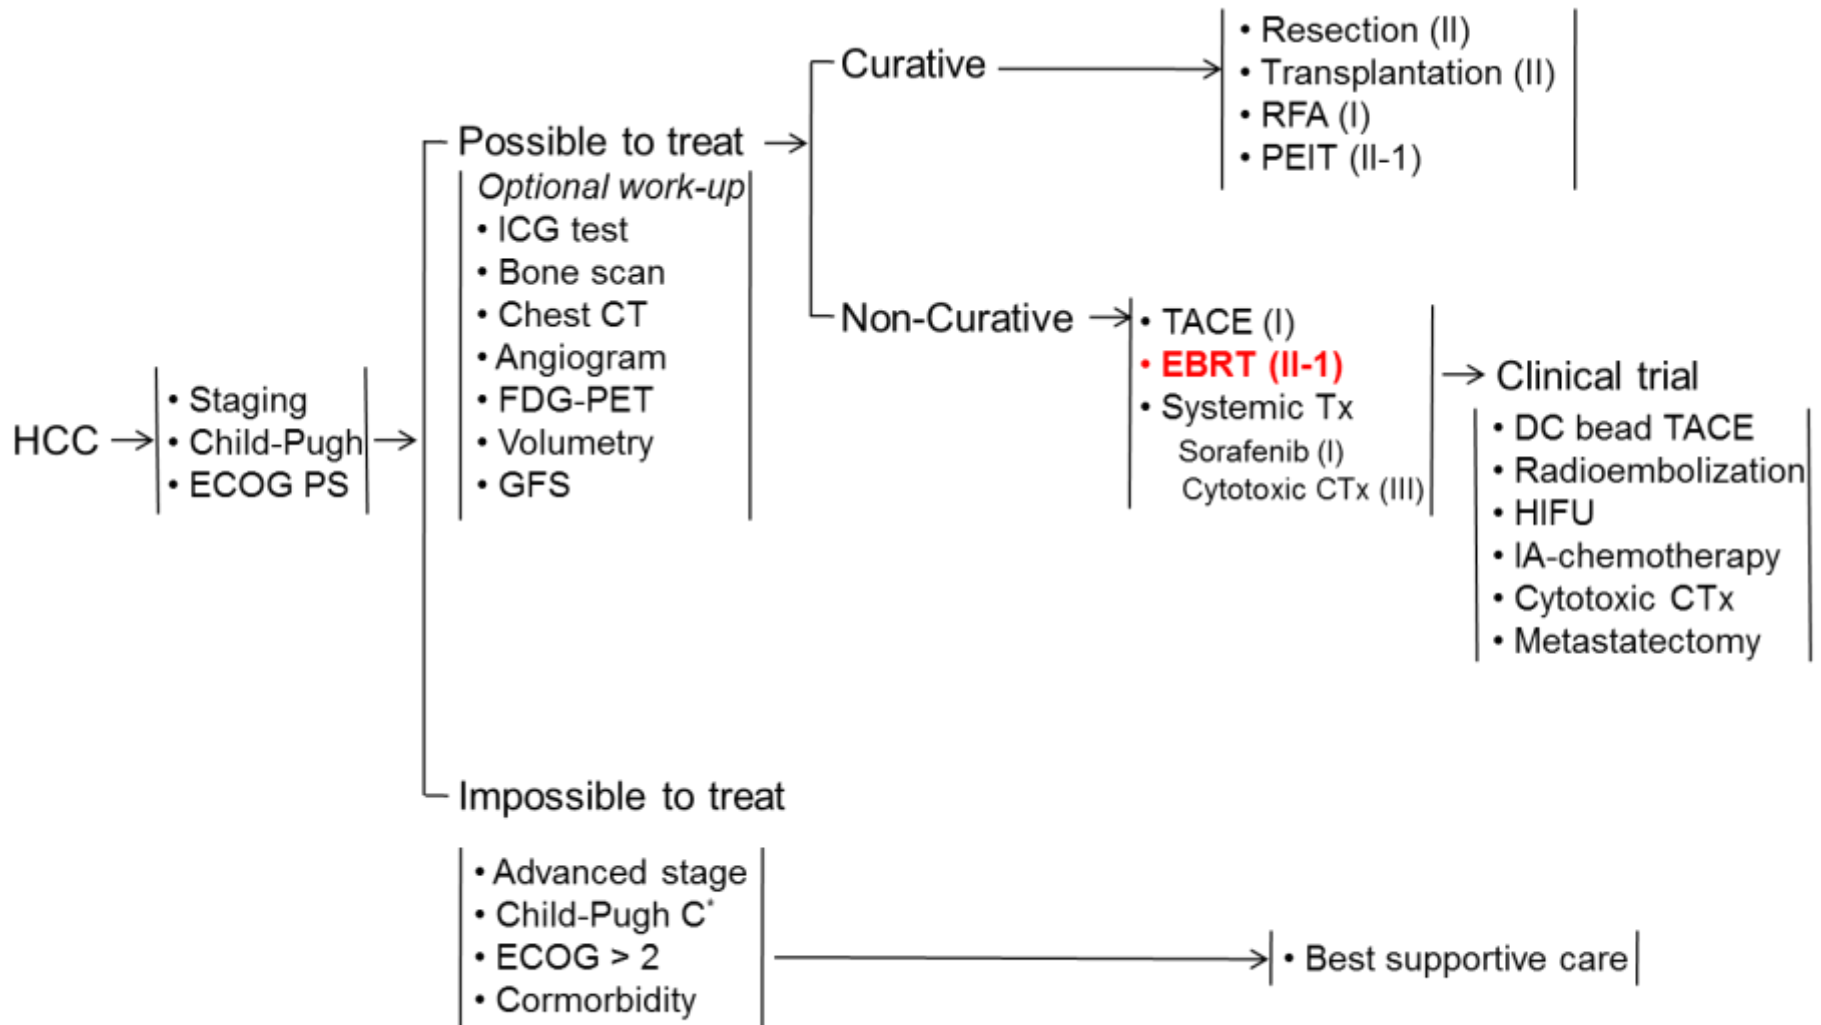 HCC
• Staging
• Child-Pugh
• ECOG PS
Possible to treat
Optional work-up
• ICG test
• Bone scan
• Chest CT
• Angiogram
• FDG-PET
• Volumetry
• GFS
Curative
• Resection (II)
• Transplantation (II)
• RFA (I)
• PEIT (II-1)
Non-Curative
• TACE (I)
• EBRT (II-1)
• Systemic Tx
Sorafenib (I)
Cytotoxic CTx (III)
Clinical trial
• DC bead TACE
• Radioembolization
• HIFU
• IA-chemotherapy
• Cytotoxic CTx
• Metastatectomy
Impossible to treat
• Advanced stage
• Child-Pugh C*
• ECOG > 2
• Cormorbidity
• Best supportive care